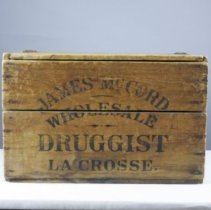 JAMES McCORD
WHOLESALE
DRUGGIST
LA CROSSE.